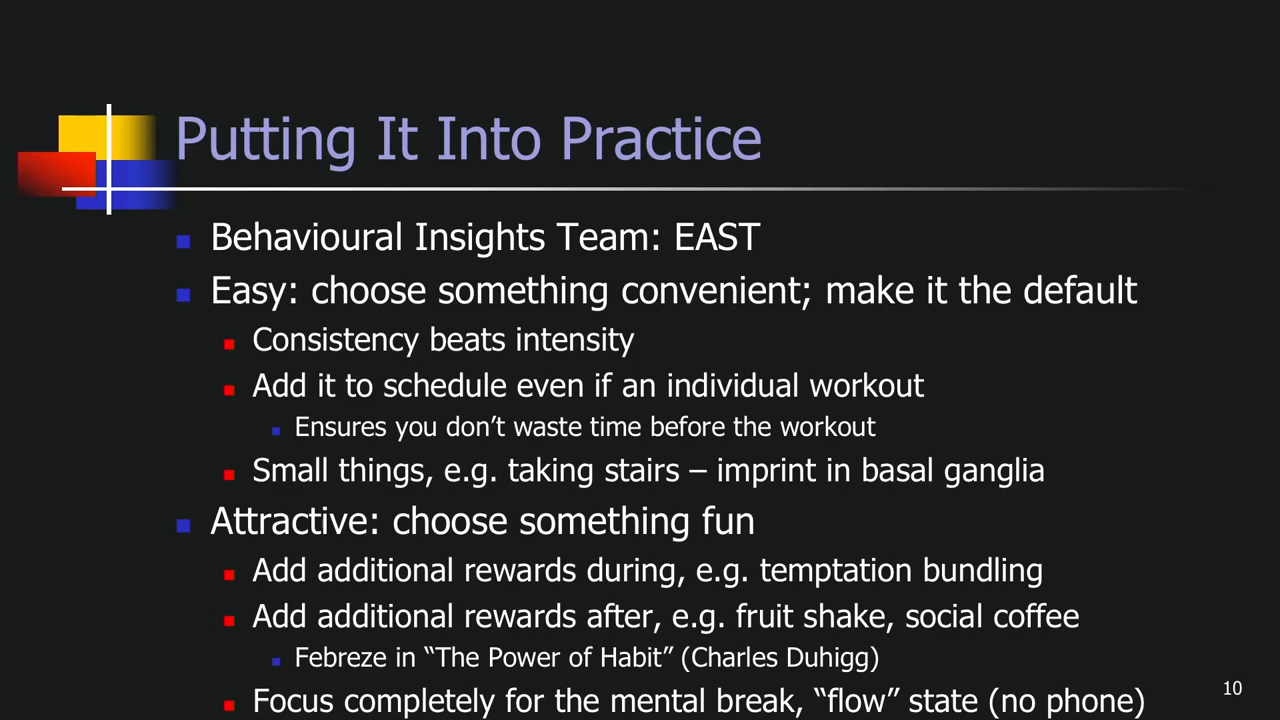 Putting It Into Practice
Behavioural Insights Team: EAST
Easy: choose something convenient; make it the default
Consistency beats intensity
Add it to schedule even if an individual workout
Ensures you don’t waste time before the workout
Small things, e.g. taking stairs – imprint in basal ganglia
Attractive: choose something fun
Add additional rewards during, e.g. temptation bundling
Add additional rewards after, e.g. fruit shake, social coffee
Febreze in “The Power of Habit” (Charles Duhigg)
Focus completely for the mental break, “flow” state (no phone)
10